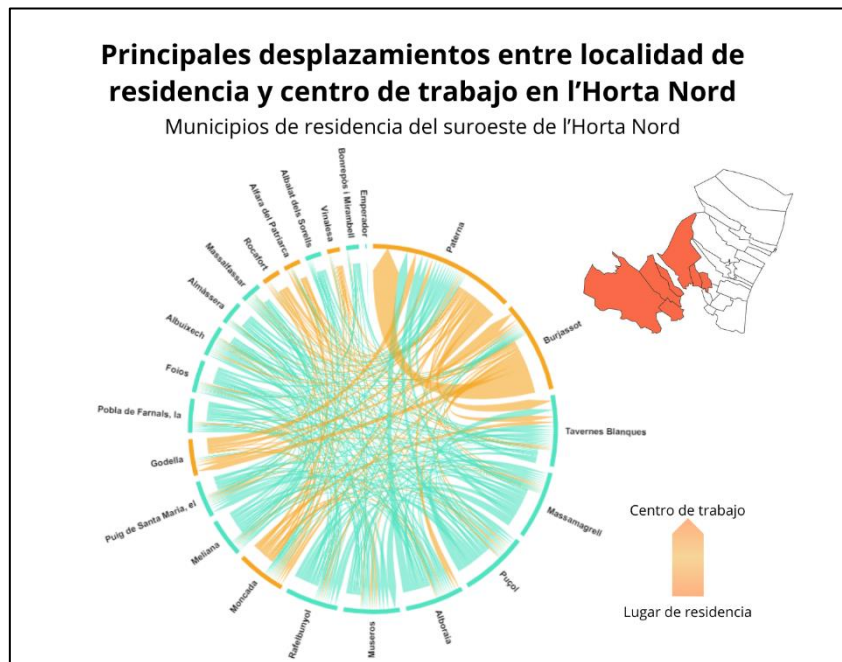 Principales desplazamientos entre localidad de
residencia y centro de trabajo en l’Horta Nord
Municipios de residencia del suroeste de l’Horta Nord
Emperador
Bonrepòs i Mirambell
Vinalesa
Albalat dels Sorells
Alfara del Patriarca
Rocafort
Massalfassar
Almàssera
Albuixech
Foios
Pobla de Farnals, la
Godella
Puig de Santa Maria, el
Meliana
Moncada
Rafelbunyol
Museros
Alboraia
Puçol
Massamagrell
Tavernes Blanques
Burjassot
Paterna
Centro de trabajo
Lugar de residencia